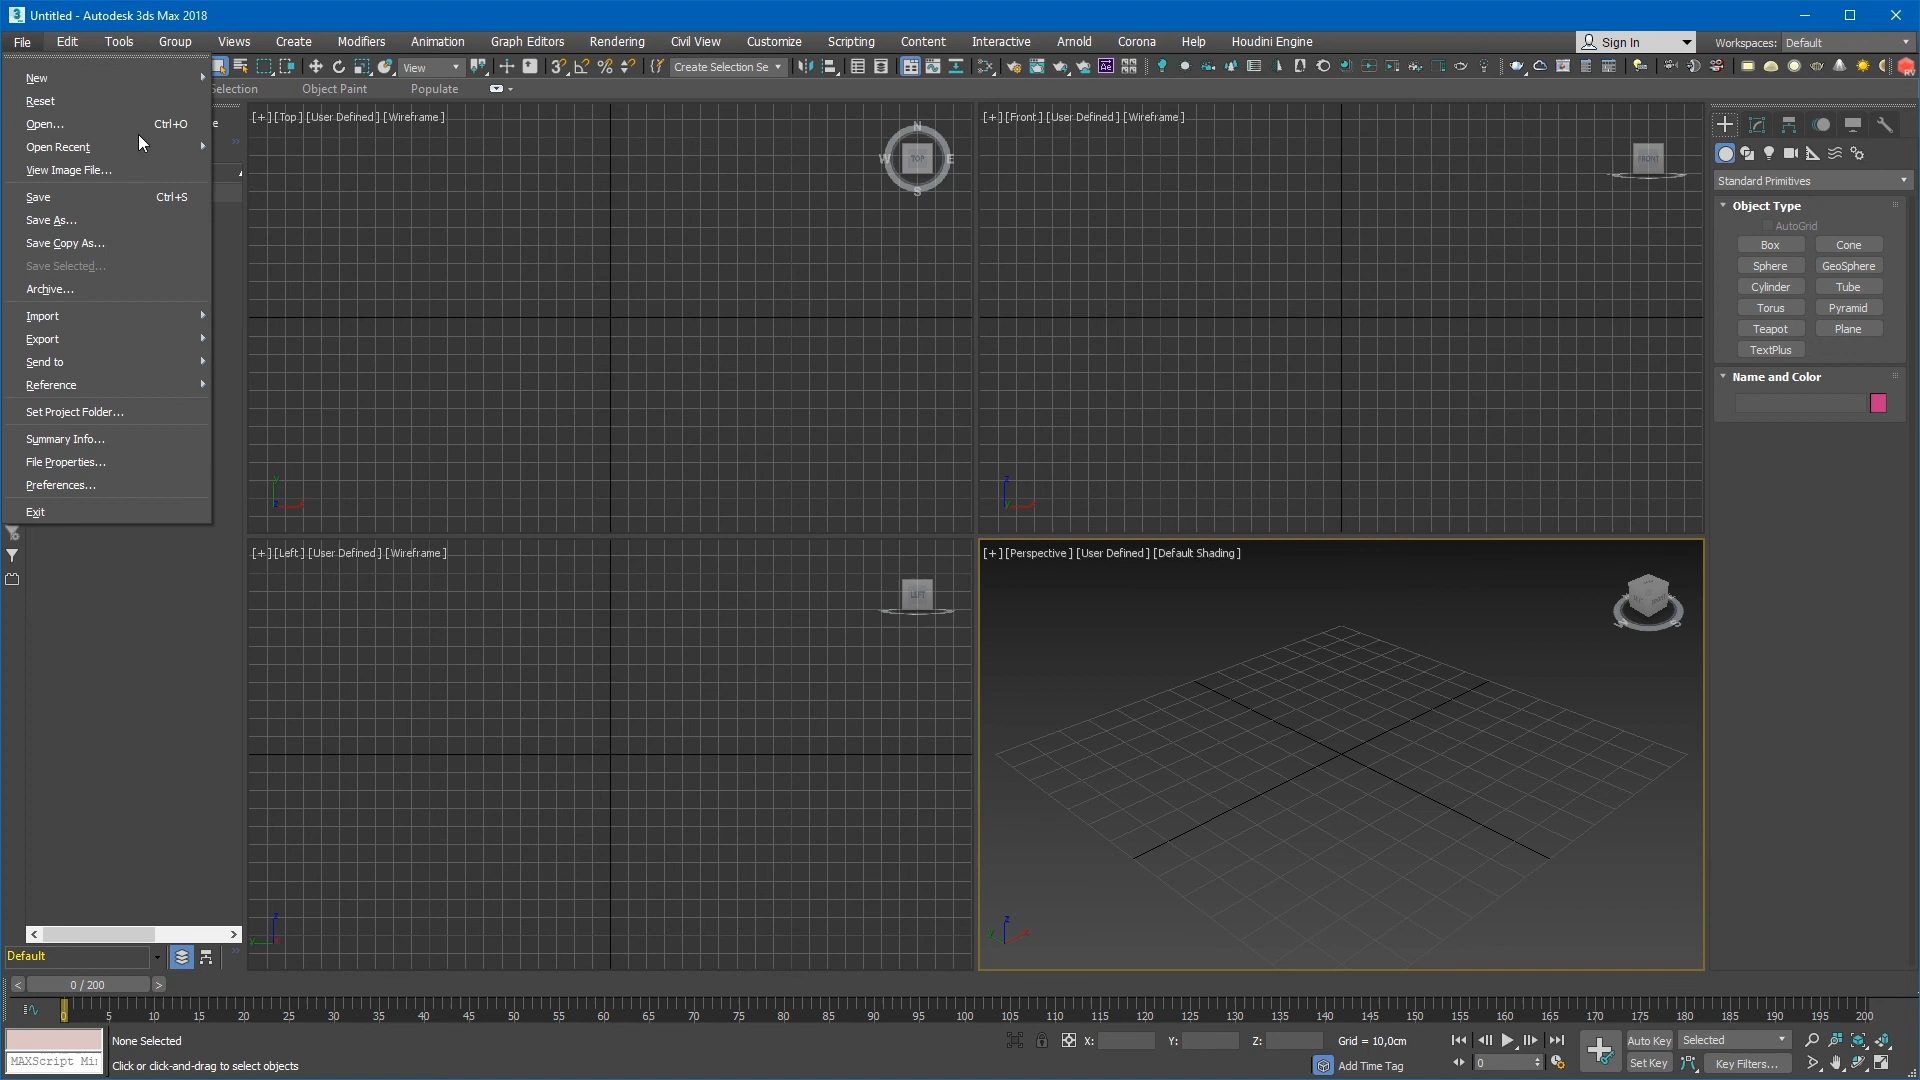 Untitled - Autodesk 3ds Max 2018
File Edit Tools Group Views Create Modifiers Animation Graph Editors Rendering Civil View Customize Scripting Content Interactive Arnold Corona Help Houdini Engine Sign In Workspaces: Default
View Create Selection Se
election Object Paint Populate
New
Reset
Open... Ctrl+O
Open Recent
View Image File...
Save Ctrl+S
Save As...
Save Copy As...
Save Selected...
Archive...
Import
Export
Send to
Reference
Set Project Folder...
Summary Info...
File Properties...
Preferences...
Exit
[+] [Top] [User Defined] [Wireframe]
N
W TOP E
S
[+] [Front] [User Defined] [Wireframe]
FRONT
[+] [Left] [User Defined] [Wireframe]
LEFT
[+] [Perspective] [User Defined] [Default Shading]
Standard Primitives
Object Type
AutoGrid
Box Cone
Sphere GeoSphere
Cylinder Tube
Torus Pyramid
Teapot Plane
TextPlus
Name and Color
Default
0 / 200
0 5 10 15 20 25 30 35 40 45 50 55 60 65 70 75 80 85 90 95 100 105 110 115 120 125 130 135 140 145 150 155 160 165 170 175 180 185 190 195 200
None Selected X: Y: Z: Grid = 10,0cm Auto Key Selected
MAXScript Mi Click or click-and-drag to select objects Add Time Tag 0 Set Key Key Filters...